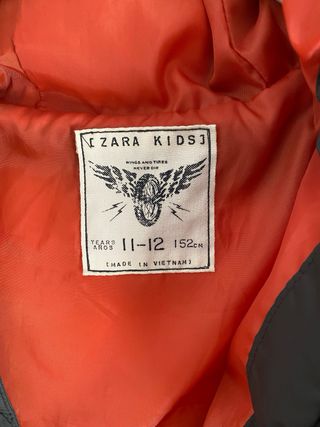 [ZARA KIDS]
WINGS AND TIRES
NEVER DIE
YEARS
AÑOS 11-12 152CM
[MADE IN VIETNAM]